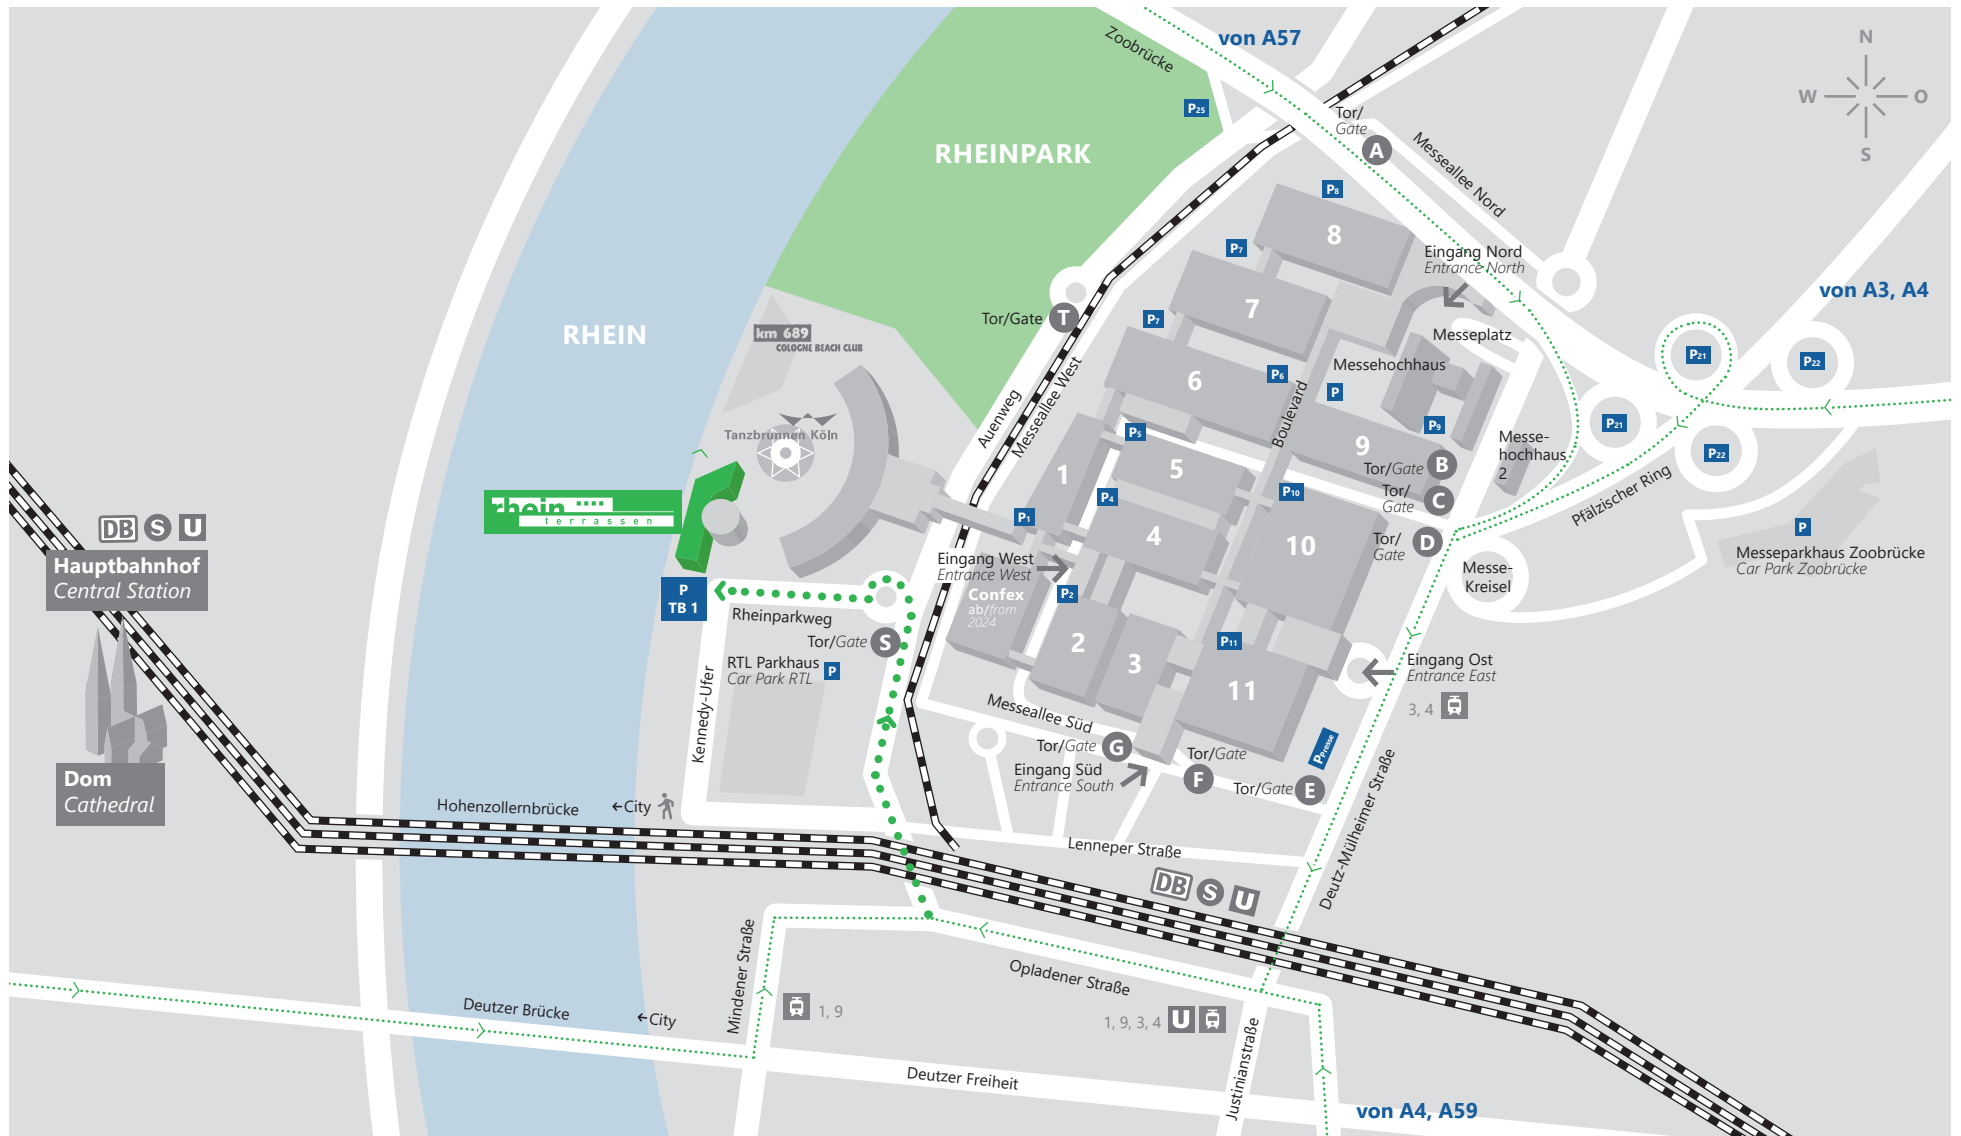 von A57
Zoobrücke
N
W
O
S
P25
Tor/
Gate
A
Messeallee Nord
RHEINPARK
P8
8
P7
7
Eingang Nord
Entrance North
von A3, A4
Tor/Gate
T
P7
RHEIN
km 689
COLOGNE BEACH CLUB
Messeplatz
Messehochhaus
P
P6
6
P21
P22
Auenweg
Messeallee West
Boulevard
Tanzbrunnen Köln
P5
5
9
P9
P21
P22
Messe-
hochhaus
2
1
P4
4
P10
10
Tor/Gate
B
Tor/
Gate
C
Tor/
Gate
D
Pfälzischer Ring
P
Messeparkhaus Zoobrücke
Car Park Zoobrücke
rhein
terrassen
P1
Eingang West
Entrance West
Confex
ab/from
2024
P2
2
3
P11
11
Messe-
Kreisel
DB
S
U
Hauptbahnhof
Central Station
P
TB 1
Rheinparkweg
Tor/Gate
S
RTL Parkhaus
Car Park RTL
P
Eingang Ost
Entrance East
3, 4
Kennedy-Ufer
Messeallee Süd
Tor/Gate
G
Eingang Süd
Entrance South
Tor/Gate
F
Tor/Gate
E
PPresse
Deutz-Mülheimer Straße
Dom
Cathedral
Hohenzollernbrücke
←City
Lenneper Straße
DB
S
U
Mindener Straße
Opladener Straße
Deutzer Brücke
←City
1, 9
1, 9, 3, 4
U
Justinianstraße
Deutzer Freiheit
von A4, A59